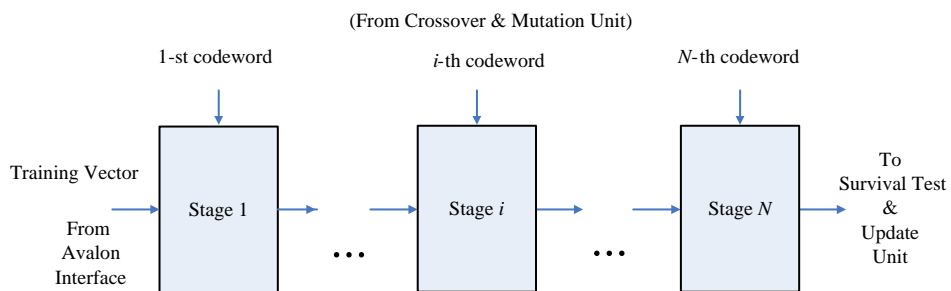 (From Crossover & Mutation Unit)
1-st codeword
i-th codeword
N-th codeword
Training Vector
From
Avalon
Interface
Stage 1
...
Stage i
...
Stage N
To
Survival Test
&
Update
Unit